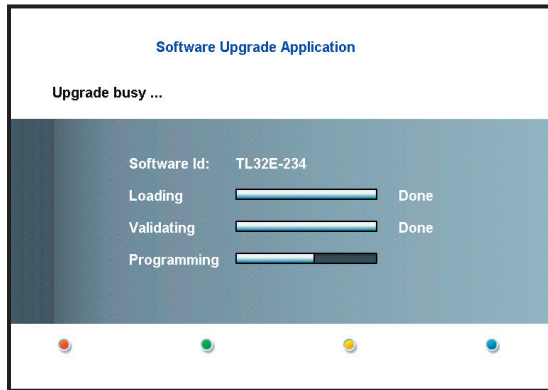 Software Upgrade Application
Upgrade busy ...
Software Id: TL32E-234
Loading Done
Validating Done
Programming